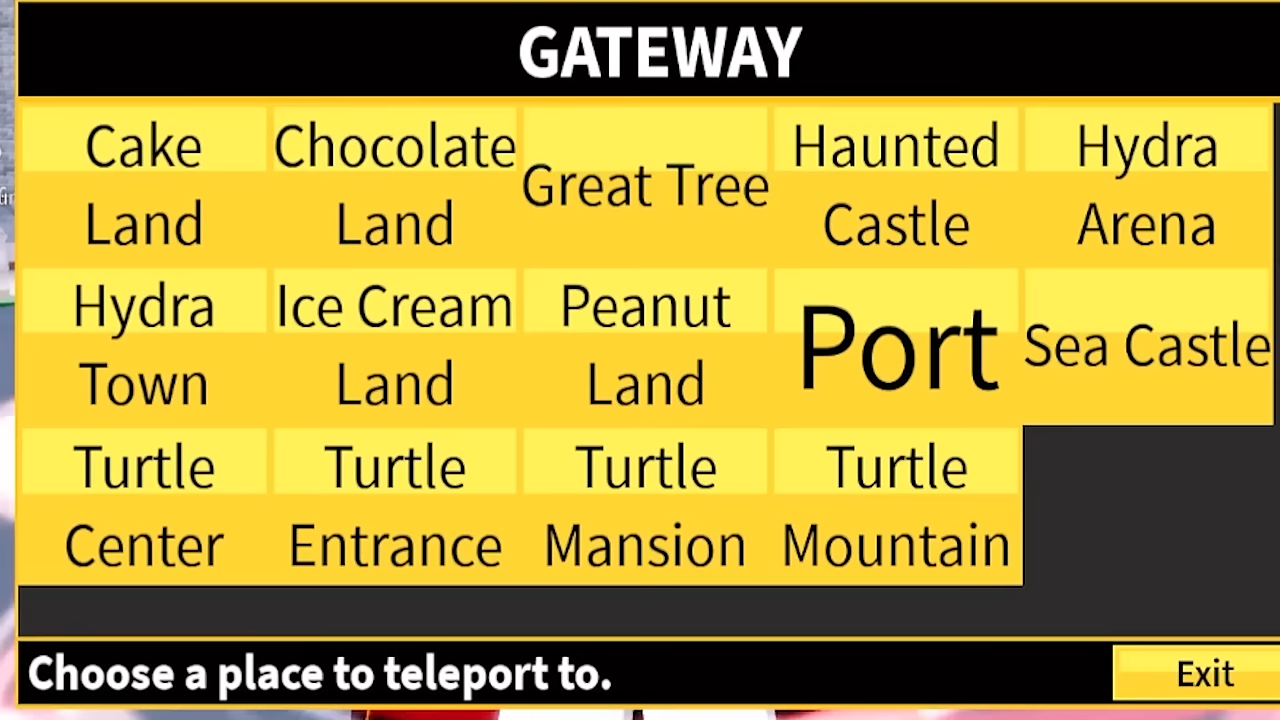 GATEWAY
Cake
Land
Chocolate
Land
Great Tree
Haunted
Castle
Hydra
Arena
Hydra
Town
Ice Cream
Land
Peanut
Land
Port
Sea Castle
Turtle
Center
Turtle
Entrance
Turtle
Mansion
Turtle
Mountain
Choose a place to teleport to.
Exit